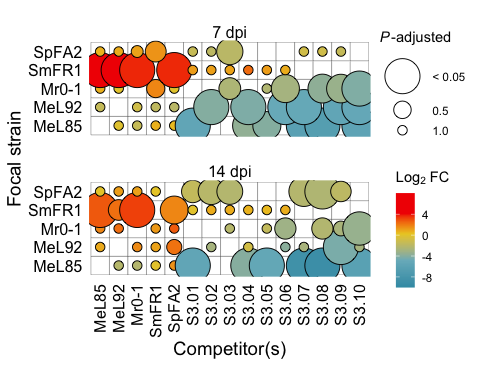 7 dpi
SpFA2
SmFR1
Mr0-1
MeL92
MeL85
14 dpi
SpFA2
SmFR1
Mr0-1
MeL92
MeL85
Focal strain
MeL85
MeL92
Mr0-1
SmFR1
SpFA2
S3.01
S3.02
S3.03
S3.04
S3.05
S3.06
S3.07
S3.08
S3.09
S3.10
Competitor(s)
P-adjusted
< 0.05
0.5
1.0
Log₂ FC
4
0
-4
-8